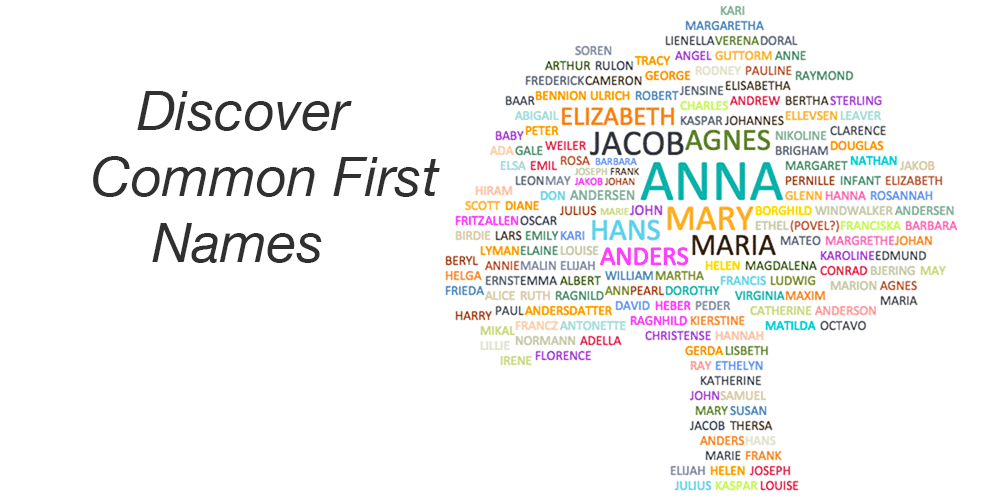 Discover
Common First
Names
KARI
MARGARETHA
LIENELLA VERENA DORAL
SOREN TRACY ANGEL GUTTORM ANNE
ARTHUR RULON GEORGE RODNEY PAULINE RAYMOND
FREDERICK CAMERON JENSINE ELISABETHA
BAAR BENNION ULRICH ROBERT CHARLES ANDREW BERTHA STERLING
ABIGAIL ELIZABETH KASPAR JOHANNES ELLEVSEN LEAVER
BABY PETER JACOB AGNES NIKOLINE CLARENCE
ADA GALE WEILER BRIGHAM DOUGLAS
ELSA EMIL ROSA BARBARA ANNA MARGARET NATHAN JAKOB
JOSEPH FRANK
LEON MAY JAKOB JOHAN PERNILLE INFANT ELIZABETH
HIRAM DON ANDERSEN GLENN HANNA ROSANNAH
SCOTT DIANE JULIUS MARIE JOHN MARY BORGHILD WINDWALKER ANDERSEN
FRITZALLEN OSCAR HANS ETHEL (POVEL?) FRANCISKA BARBARA
BIRDIE LARS EMILY KARI MARIA MATEO MARGRETHE JOHAN
LYMAN ELAINE LOUISE ANDERS KAROLINE EDMUND
BERYL ANNIE MALIN ELIJAH HELEN MAGDALENA CONRAD BJERING MAY
HELGA ERNST EMMA ALBERT WILLIAM MARTHA FRANCIS LUDWIG MARION AGNES
FRIEDA ALICE RUTH RAGNILD ANN PEARL DOROTHY VIRGINIA MAXIM MARIA
HARRY PAUL ANDERSDATTER DAVID HEBER PEDER CATHERINE ANDERSON
MIKAL FRANCZ ANTONETTE RAGNHILD KIERSTINE MATILDA OCTAVO
LILLIE NORMANN ADELLA CHRISTENSE HANNAH
IRENE FLORENCE GERDA LISBETH
RAY ETHELYN
KATHERINE
JOHN SAMUEL
MARY SUSAN
JACOB THERSA
ANDERS HANS
MARIE FRANK
ELIJAH HELEN JOSEPH
JULIUS KASPAR LOUISE